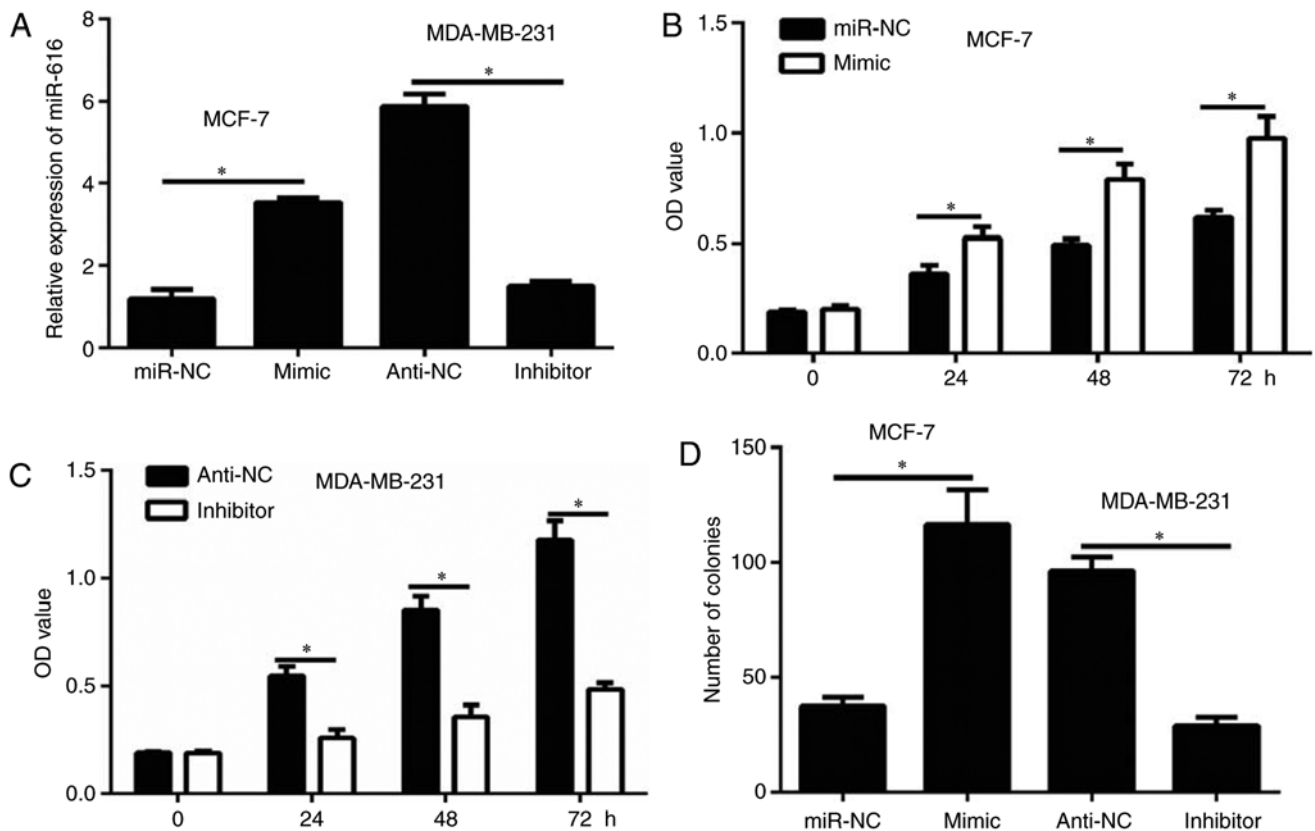 A
Relative expression of miR-616
8
6
4
2
0
MCF-7
MDA-MB-231
*
*
miR-NC Mimic Anti-NC Inhibitor
B
OD value
1.5
1.0
0.5
0.0
miR-NC
Mimic
MCF-7
*
*
*
0 24 48 72 h
C
OD value
1.5
1.0
0.5
0.0
Anti-NC
Inhibitor
MDA-MB-231
*
*
*
0 24 48 72 h
D
Number of colonies
150
100
50
0
MCF-7
MDA-MB-231
*
*
miR-NC Mimic Anti-NC Inhibitor